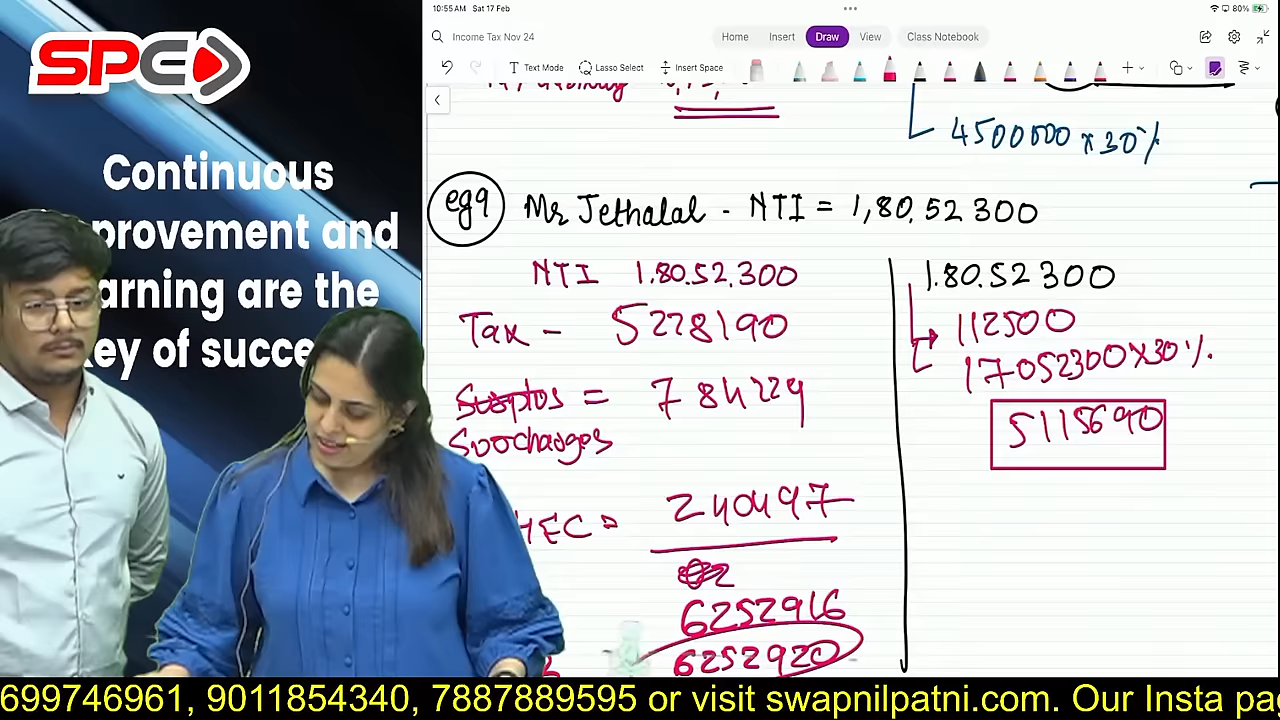 10:55 AM Sat 17 Feb
80%
Income Tax Nov 24
Home Insert Draw View Class Notebook
Text Mode Lasso Select Insert Space
SPE
Continuous
provement and
arning are the
key of succe
4500000 x 30%
eg 9 Mr Jethalal - NTI = 1,80,52 300
NTI 1.80.52.300
Tax - 5228190
Surcharges = 784229
HEC = 240497
6252916
6252920
1.80.52 300
112500
17052300 x 30%
5115690
699746961, 9011854340, 7887889595 or visit swapnilpatni.com. Our Insta pa